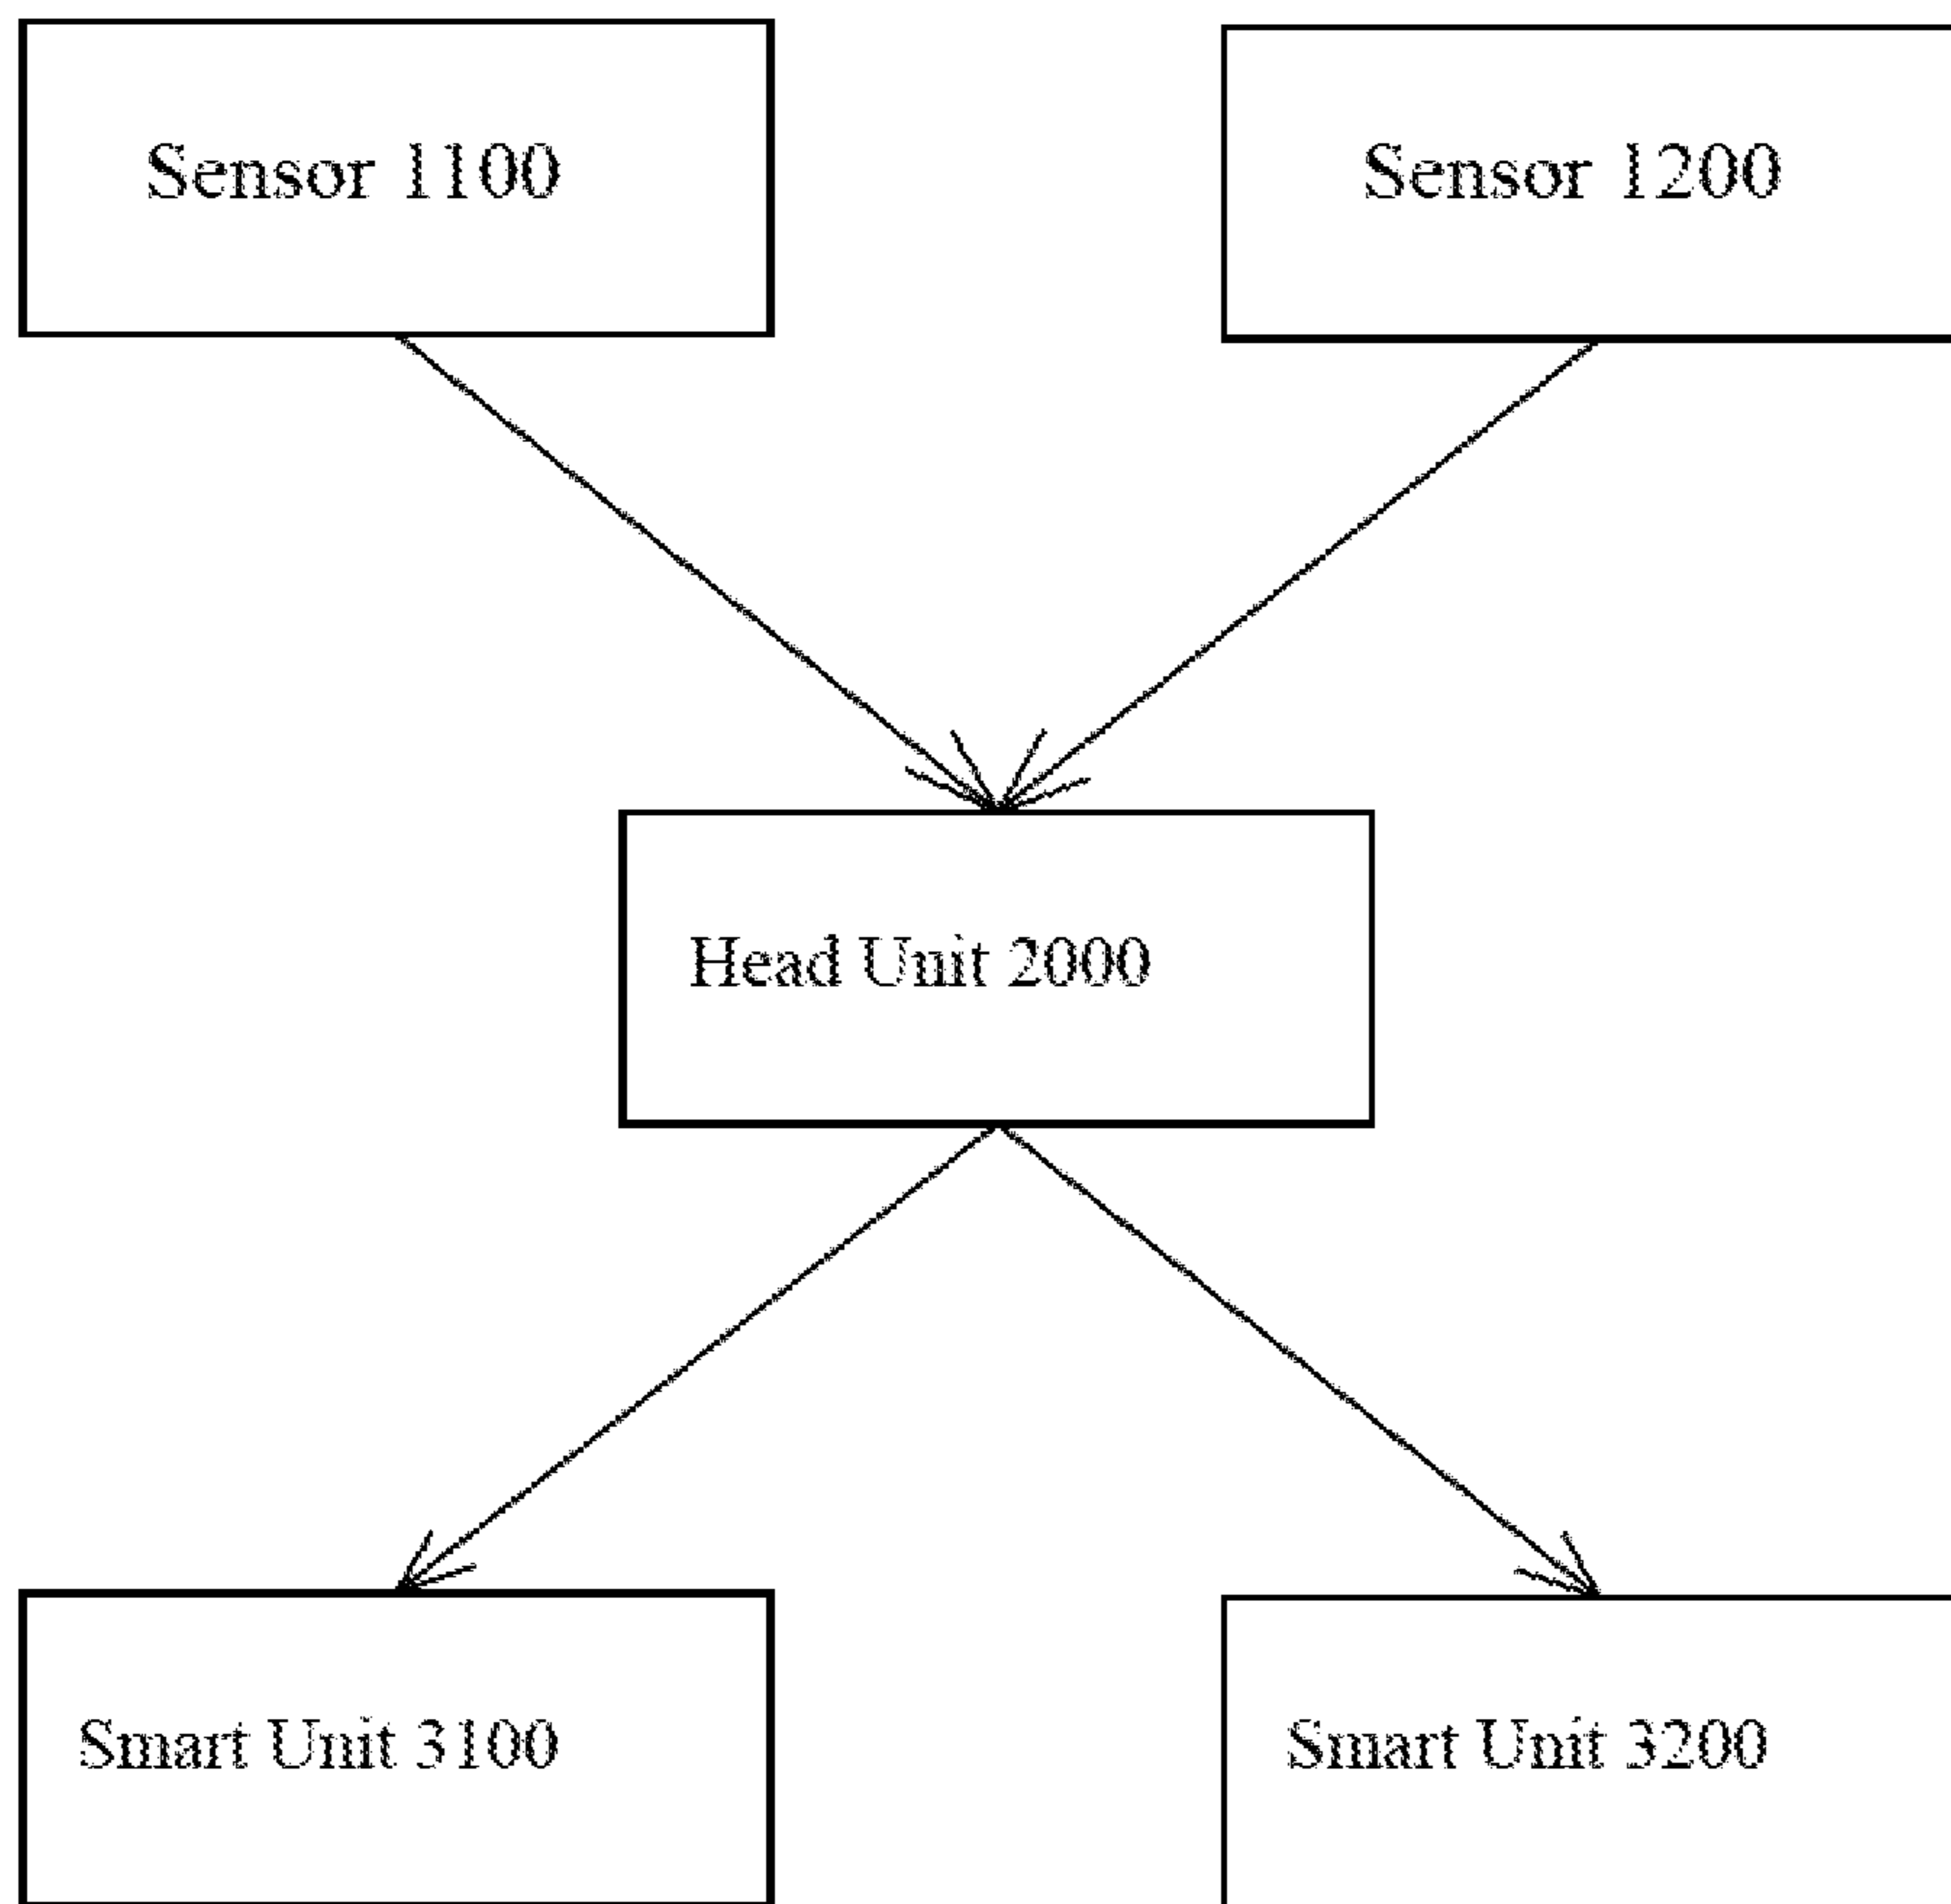 Sensor 1100
Sensor 1200
Head Unit 2000
Smart Unit 3100
Smart Unit 3200